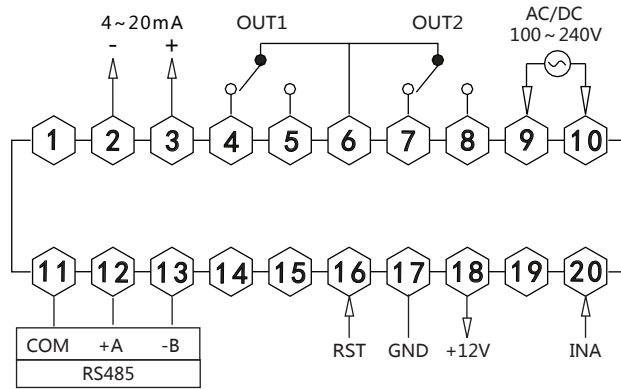 4~20mA OUT1 OUT2 AC/DC
100~240V
- +
1 2 3 4 5 6 7 8 9 10
11 12 13 14 15 16 17 18 19 20
COM +A -B RST GND +12V INA
RS485